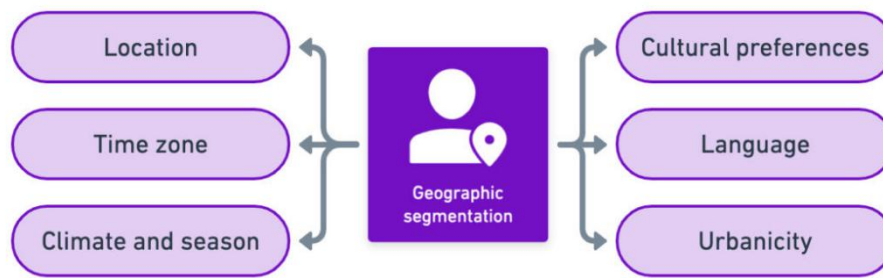 Location
Time zone
Climate and season
Geographic
segmentation
Cultural preferences
Language
Urbanicity